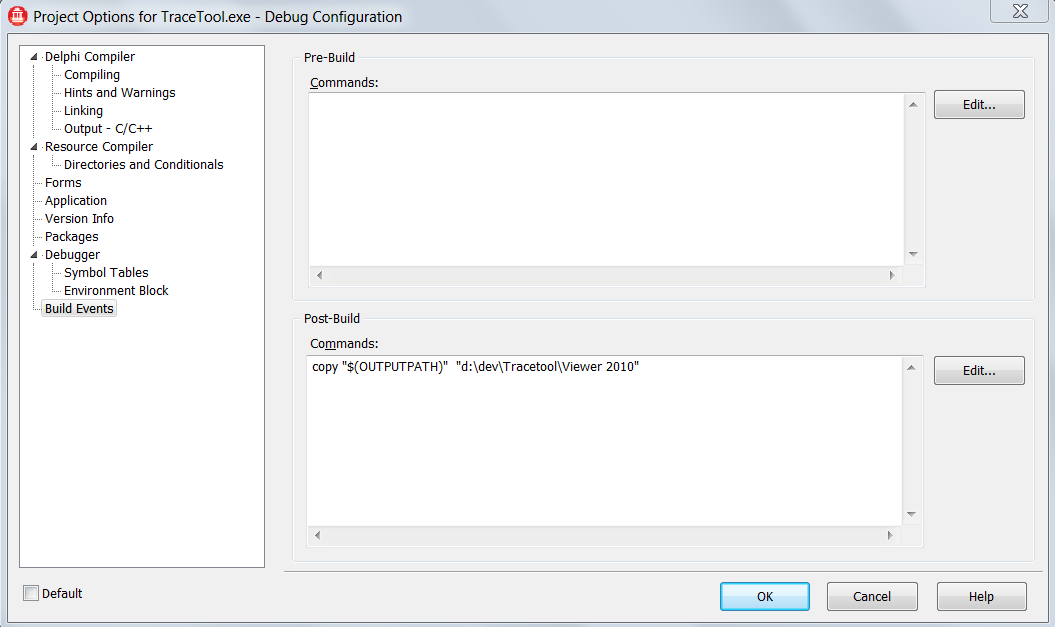 Project Options for TraceTool.exe - Debug Configuration
Delphi Compiler
Compiling
Hints and Warnings
Linking
Output - C/C++
Resource Compiler
Directories and Conditionals
Forms
Application
Version Info
Packages
Debugger
Symbol Tables
Environment Block
Build Events
Default
Pre-Build
Commands:
Edit...
Post-Build
Commands:
copy "$(OUTPUTPATH)"  "d:\dev\Tracetool\Viewer 2010"
Edit...
OK
Cancel
Help